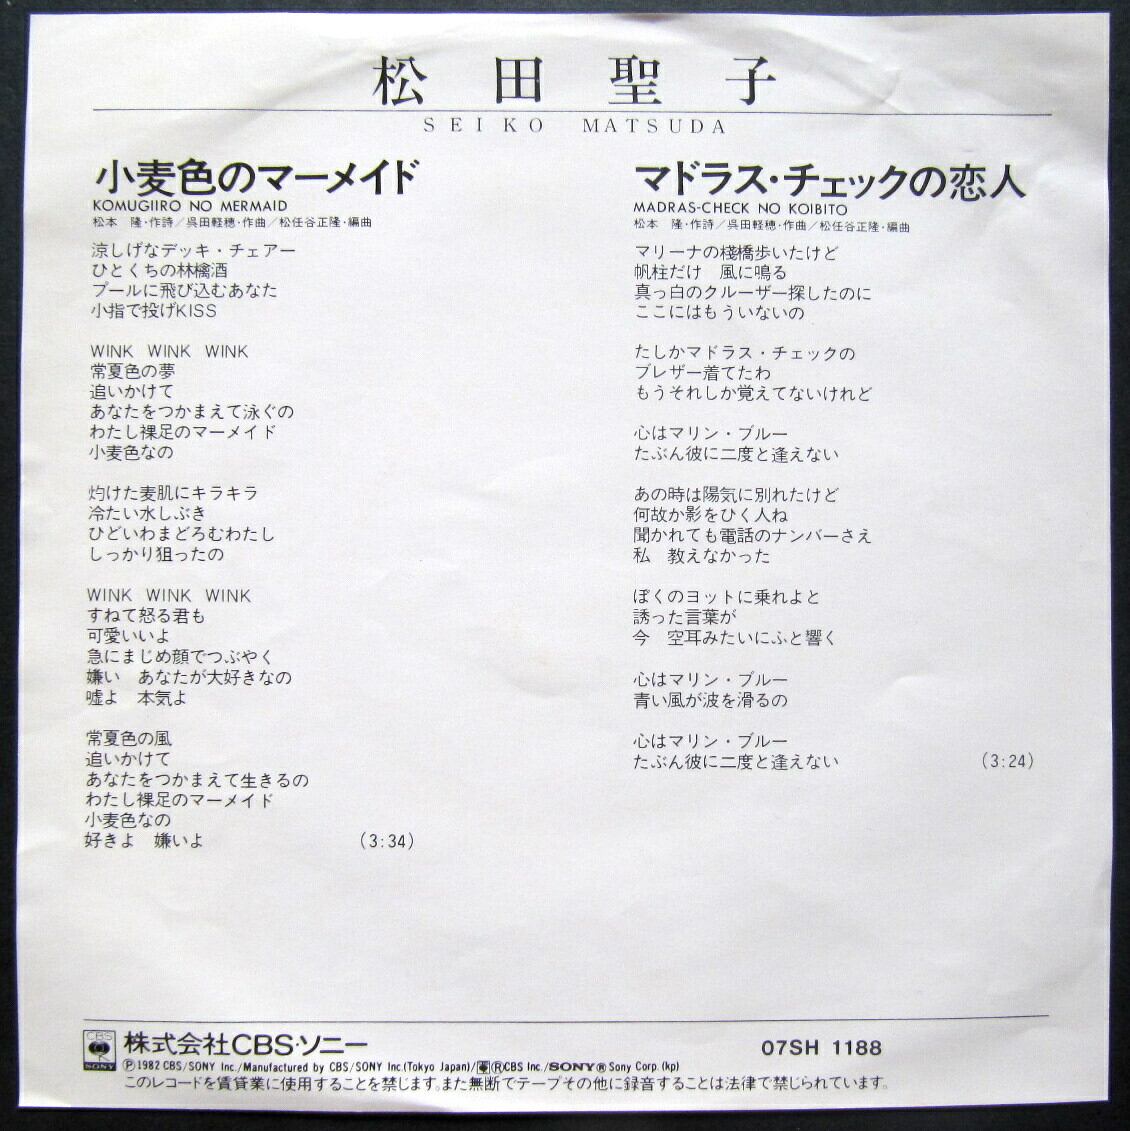 松田聖子
SEIKO MATSUDA
小麦色のマーメイド
KOMUGIIRO NO MERMAID
松本 隆・作詩/呉田軽穂・作曲/松任谷正隆・編曲
涼しげなデッキ・チェアー
ひとくちの林檎酒
プールに飛び込むあなた
小指で投げKISS
WINK WINK WINK
常夏色の夢
追いかけて
あなたをつかまえて泳ぐの
わたし裸足のマーメイド
小麦色なの
灼けた麦肌にキラキラ
冷たい水しぶき
ひどいわまどろむわたし
しっかり狙ったの
WINK WINK WINK
すねて怒る君も
可愛いいよ
急にまじめ顔でつぶやく
嫌い あなたが大好きなの
嘘よ 本気よ
常夏色の風
追いかけて
あなたをつかまえて生きるの
わたし裸足のマーメイド
小麦色なの
好きよ 嫌いよ (3:34)
マドラス・チェックの恋人
MADRAS-CHECK NO KOIBITO
松本 隆・作詩/呉田軽穂・作曲/松任谷正隆・編曲
マリーナの棧橋歩いたけど
帆柱だけ 風に鳴る
真っ白のクルーザー探したのに
ここにはもういないの
たしかマドラス・チェックの
ブレザー着てたわ
もうそれしか覚えてないけれど
心はマリン・ブルー
たぶん彼に二度と逢えない
あの時は陽気に別れたけど
何故か影をひく人ね
聞かれても電話のナンバーさえ
私 教えなかった
ぼくのヨットに乗れよと
誘った言葉が
今 空耳みたいにふと響く
心はマリン・ブルー
青い風が波を滑るの
心はマリン・ブルー
たぶん彼に二度と逢えない (3:24)
CBS
SONY
株式会社CBS・ソニー
07SH 1188
Ⓟ1982 CBS/SONY Inc./Manufactured by CBS/SONY Inc.(Tokyo Japan)/®CBS Inc./SONY®Sony Corp.(kp)
このレコードを賃貸業に使用することを禁じます。また無断でテープその他に録音することは法律で禁じられています。